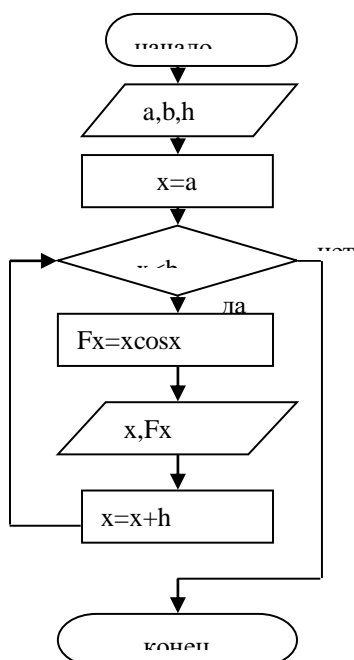 начало
a,b,h
x=a
нет
да
Fx=xcosx
x,Fx
x=x+h
конец